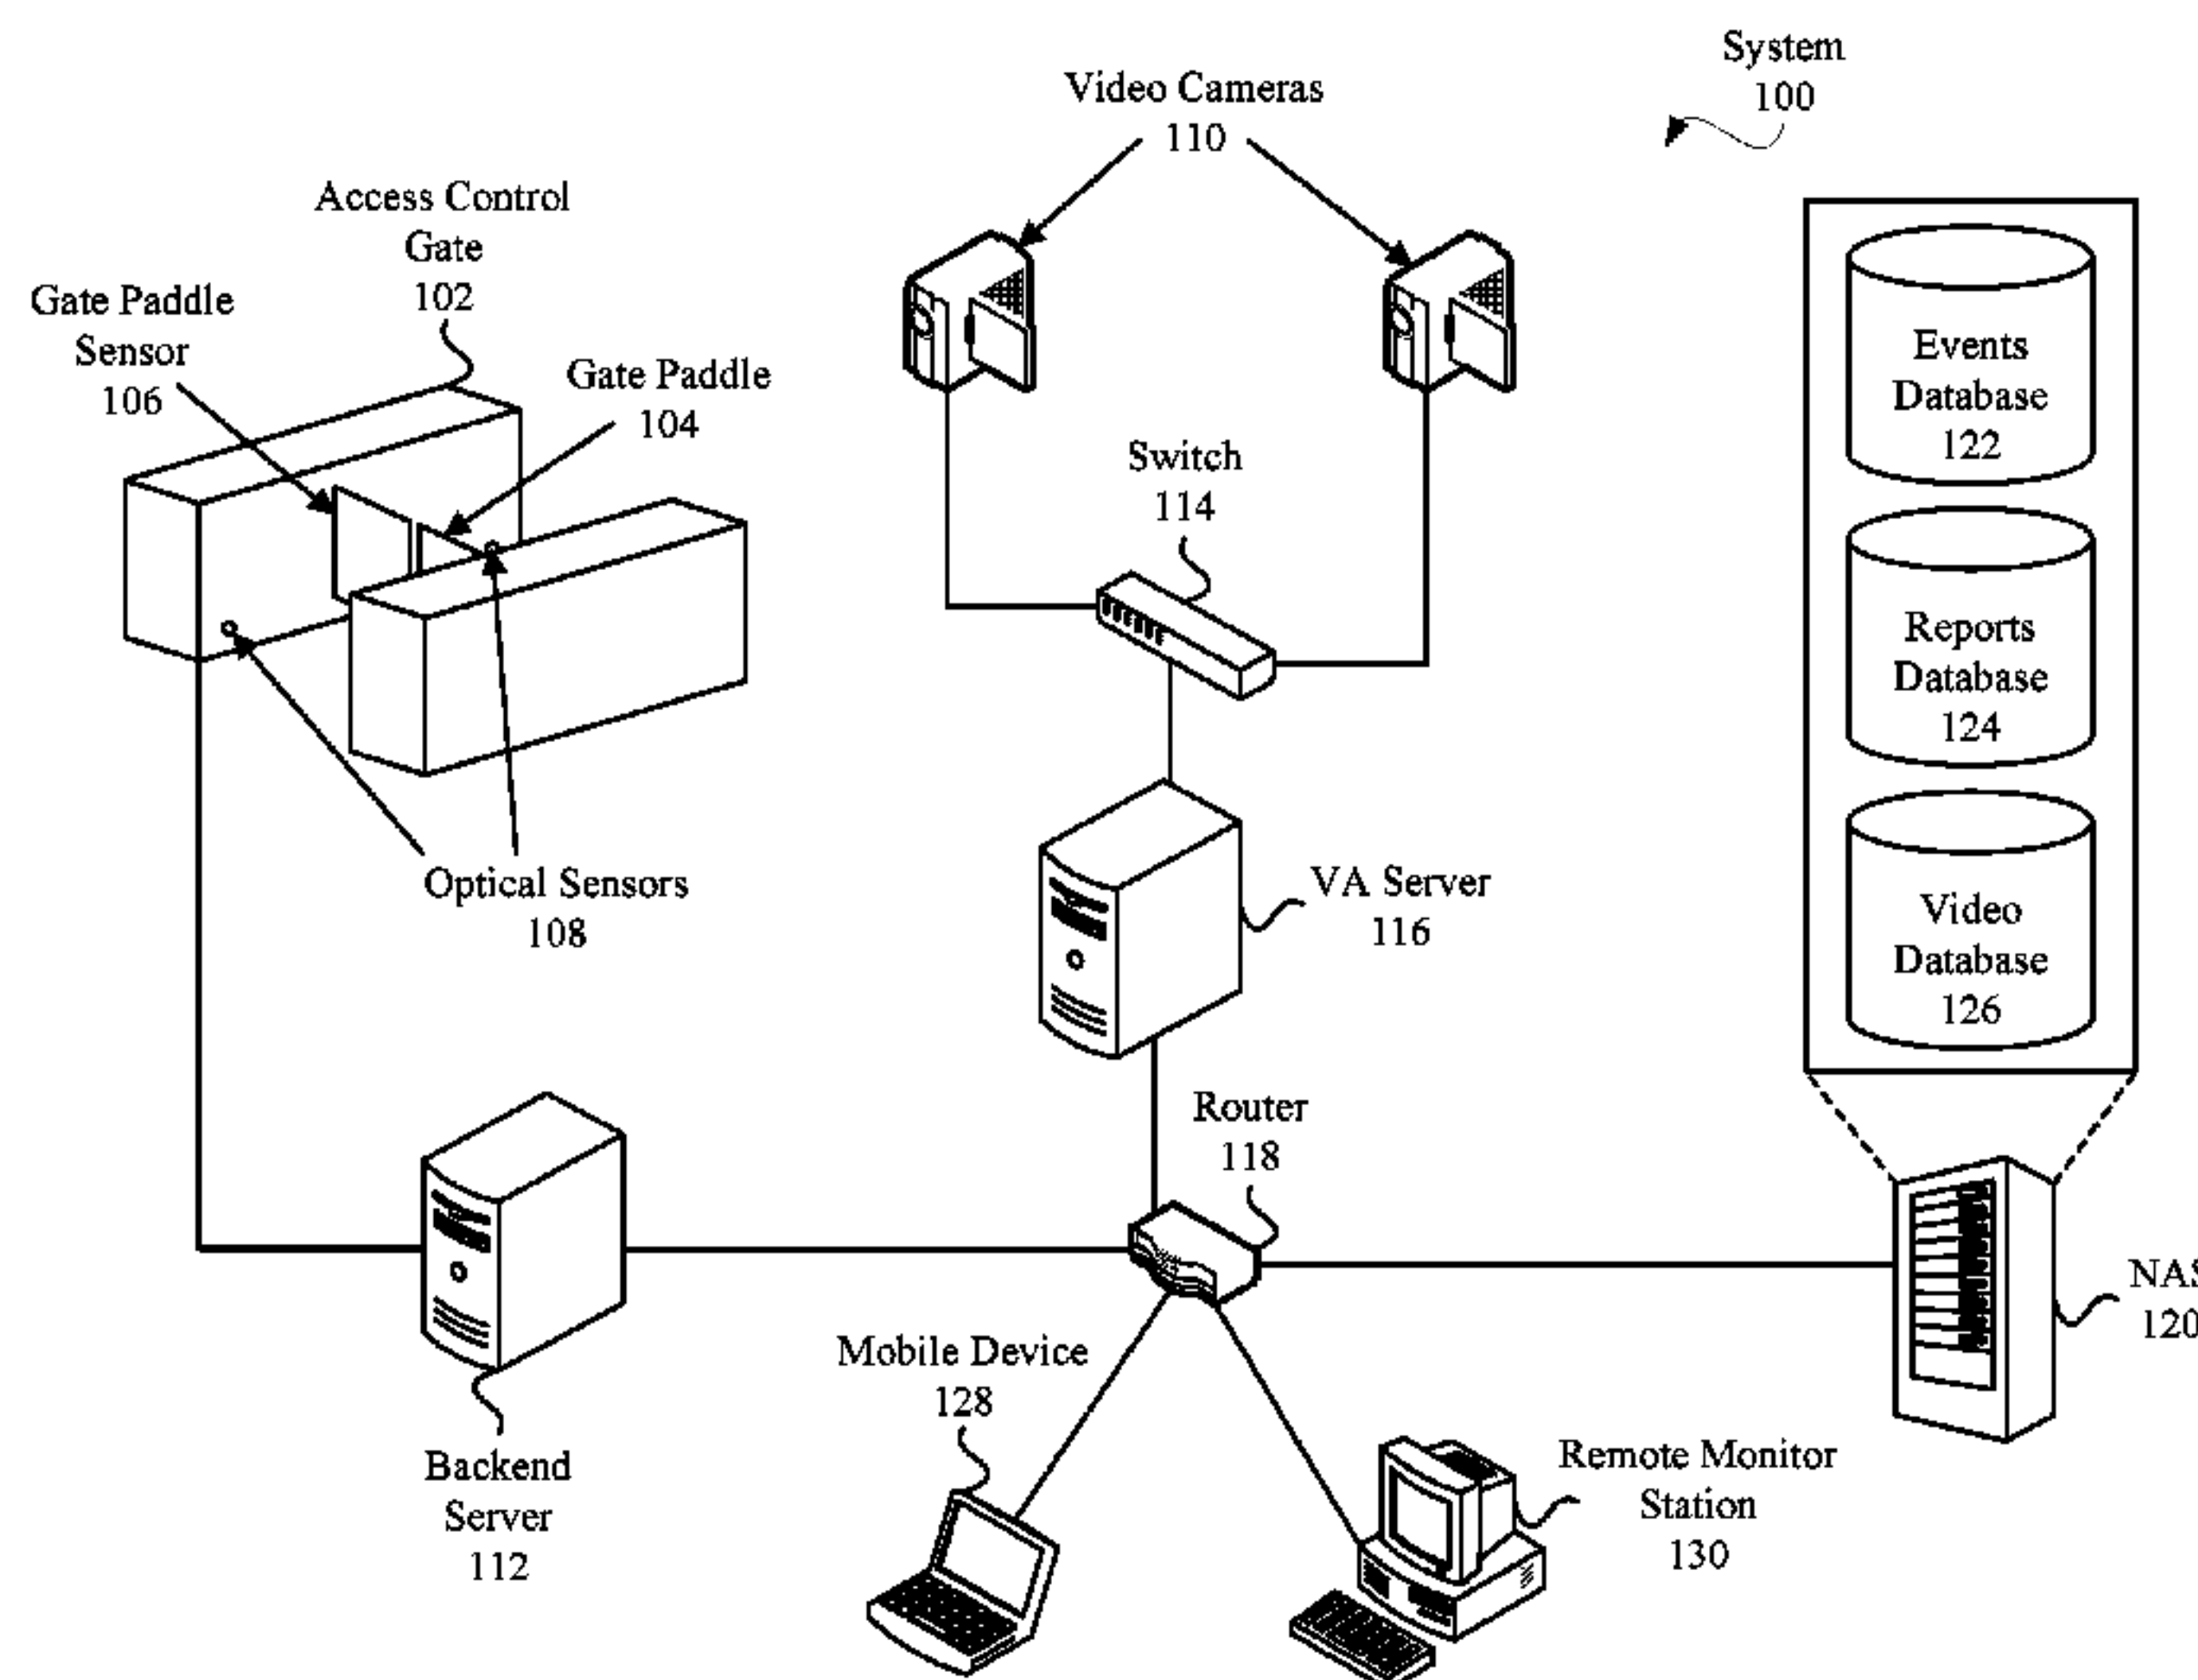 System
100
Video Cameras
110
Access Control
Gate
102
Gate Paddle
Sensor
106
Gate Paddle
104
Switch
114
Events
Database
122
Reports
Database
124
Video
Database
126
Optical Sensors
108
VA Server
116
Router
118
NAS
120
Mobile Device
128
Backend
Server
112
Remote Monitor
Station
130